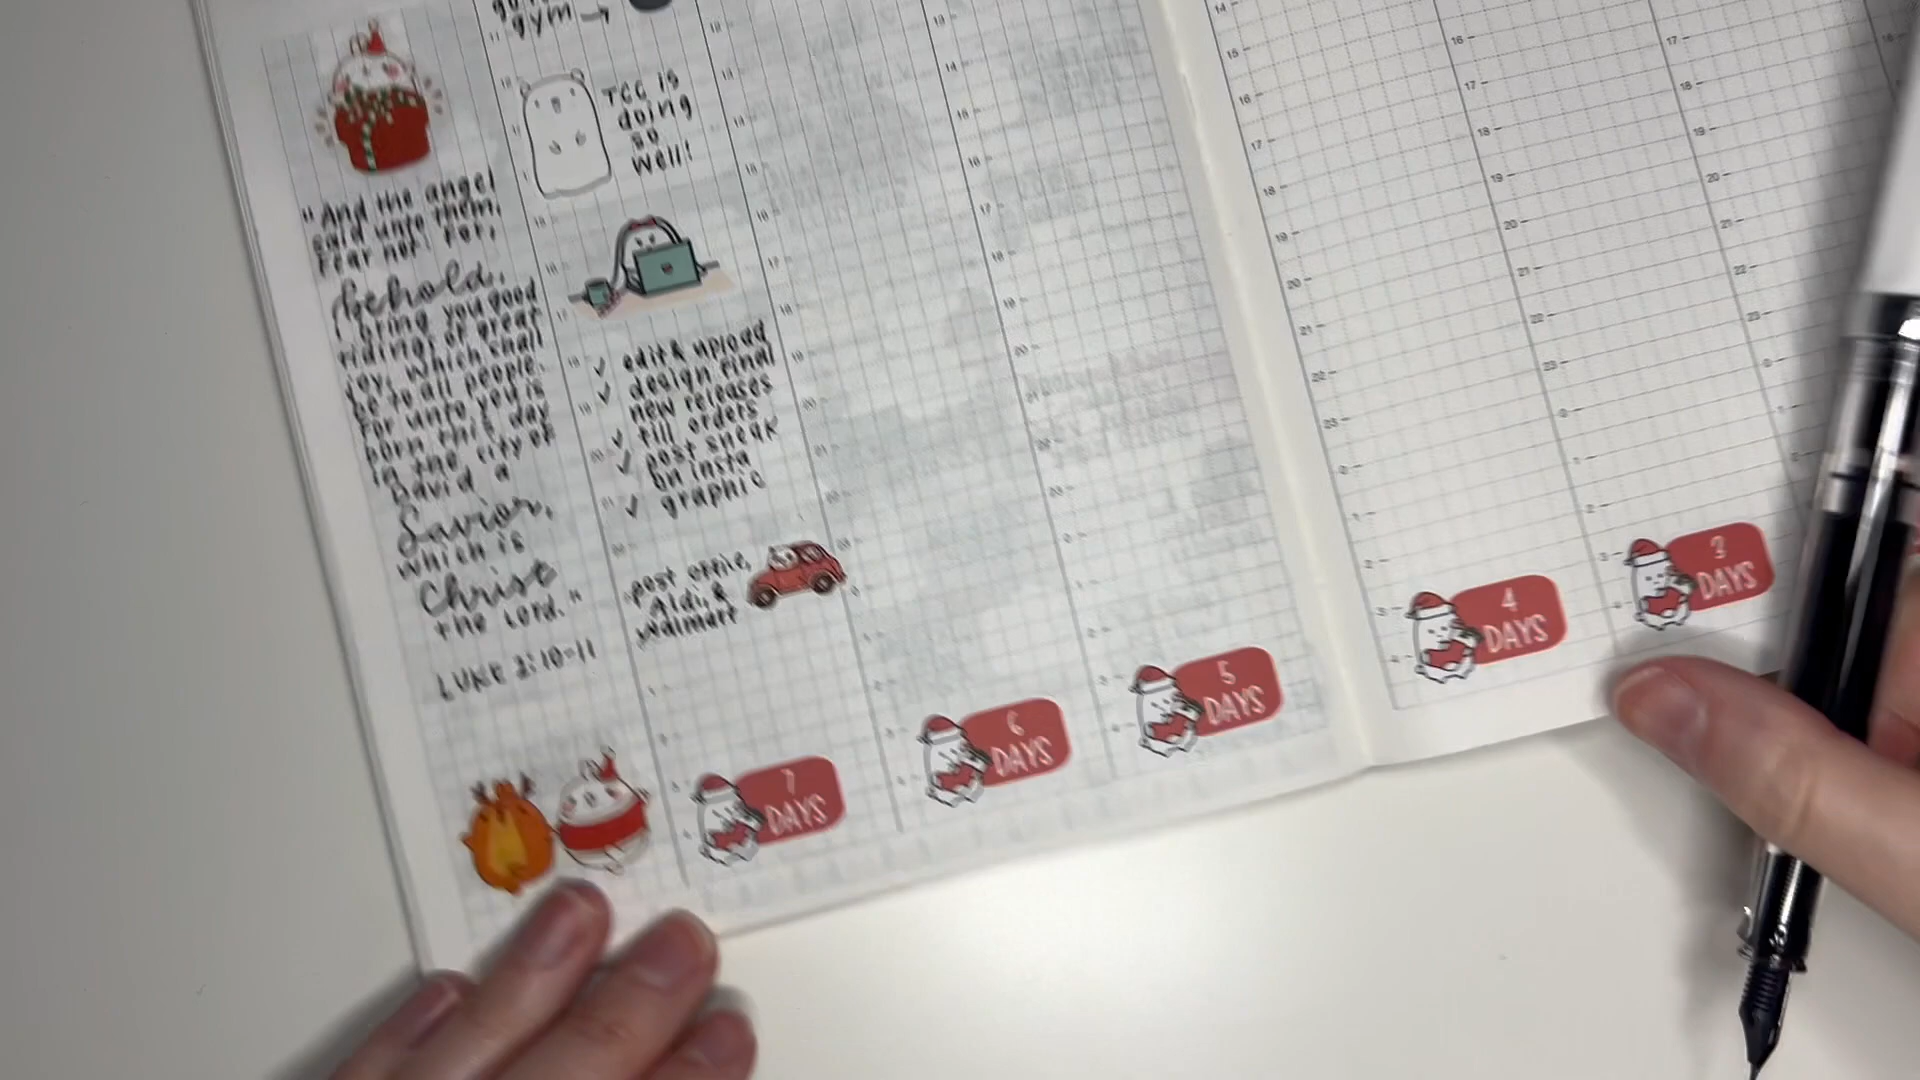 gym →
"And the angel
said unto them,
Fear not: for,
behold,
I bring you good
tidings of great
joy, which shall
be to all people.
For unto you is
born this day
in the city of
David a
Savior,
which is
Christ
the Lord."
LUKE 2:10-11
TCC is
doing
so
well!
✓ edit & upload
✓ design final
new releases
✓ fill orders
✓ post sneak
on insta
✓ graphic
post office,
Aldi, &
Walmart
7
DAYS
6
DAYS
5
DAYS
4
DAYS
3
DAYS